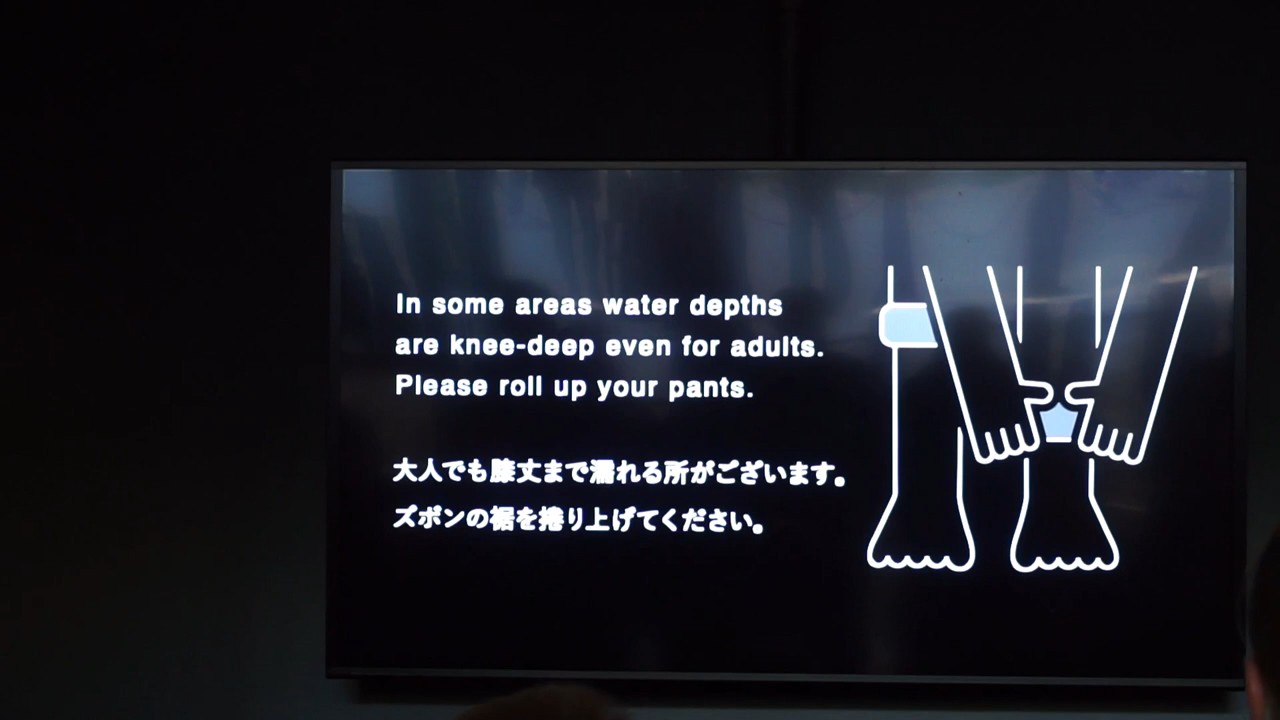 In some areas water depths
are knee-deep even for adults.
Please roll up your pants.
大人でも膝丈まで濡れる所がございます。
ズボンの裾を捲り上げてください。